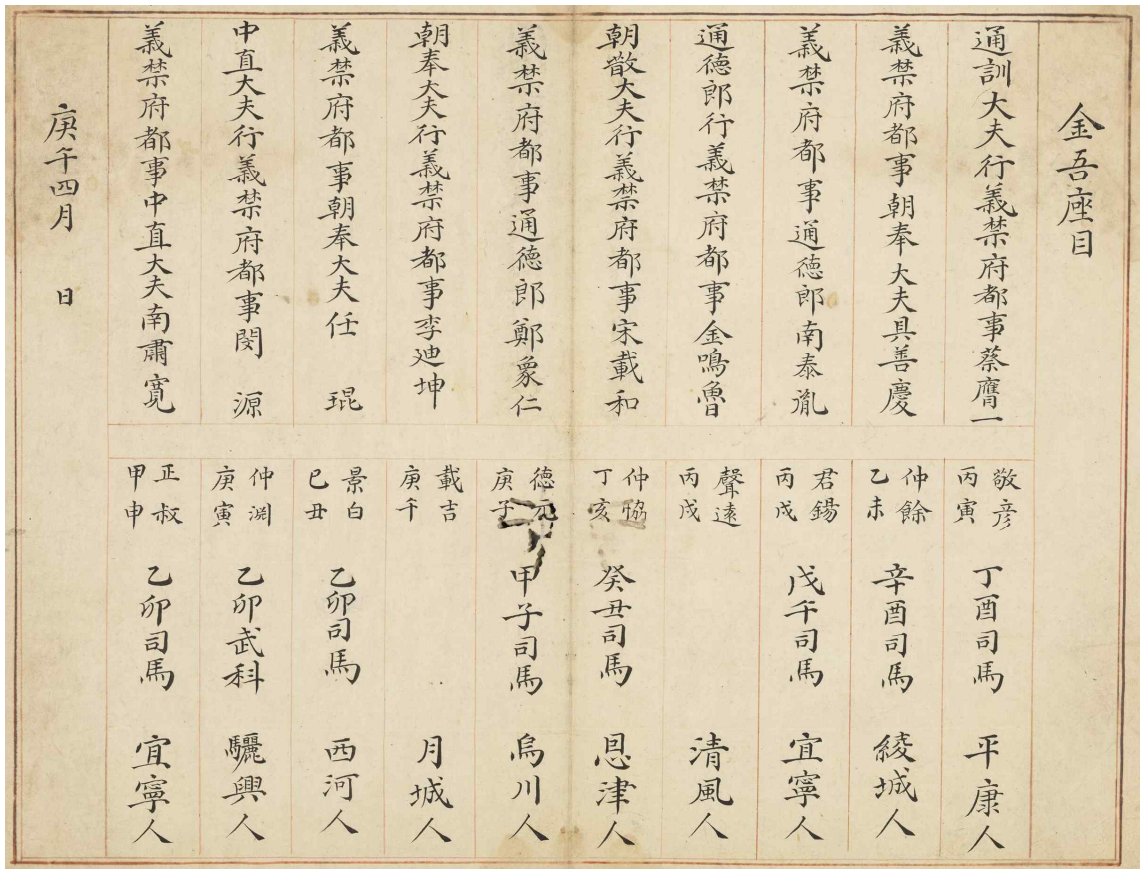 金吾座目
通訓大夫行義禁府都事蔡膺一
敬彦
丙寅
丁酉司馬
平康人
義禁府都事朝奉大夫具善慶
仲餘
乙未
辛酉司馬
綾城人
義禁府都事通德郎南泰胤
君錫
丙戌
戊午司馬
宜寧人
通德郎行義禁府都事金鳴魯
聲遠
丙戌
清風人
朝散大夫行義禁府都事宋載和
仲協
丁亥
癸丑司馬
恩津人
義禁府都事通德郎鄭象仁
德元
庚子
甲子司馬
烏川人
朝奉大夫行義禁府都事李迪坤
載吉
庚午
月城人
義禁府都事朝奉大夫任 琨
景白
己丑
乙卯司馬
西河人
中直大夫行義禁府都事閔 源
仲淵
庚寅
乙卯武科
驪興人
義禁府都事中直大夫南肅寬
正叔
甲申
乙卯司馬
宜寧人
庚午四月 日